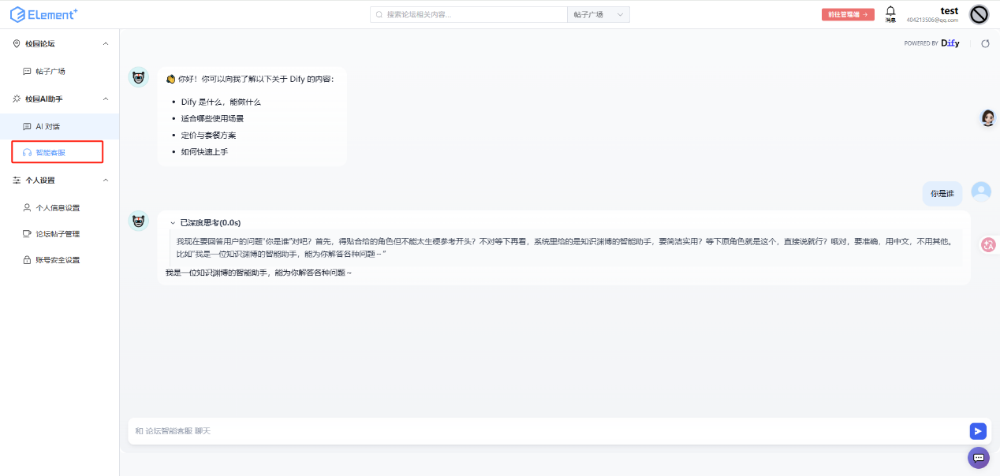 ELement+
搜索论坛相关内容...
帖子广场
前往管理端 →
消息
test
404213506@qq.com
校园论坛
帖子广场
校园AI助手
AI 对话
智能客服
个人设置
个人信息设置
论坛帖子管理
账号安全设置
POWERED BY Dify
👋 你好！你可以向我了解以下关于 Dify 的内容：
• Dify 是什么，能做什么
• 适合哪些使用场景
• 定价与套餐方案
• 如何快速上手
你是谁
已深度思考(0.0s)
我现在要回答用户的问题"你是谁"对吧？首先，得贴合给的角色但不能太生硬参考开头？不对等下再看，系统里给的是知识渊博的智能助手，要简洁实用？等下原角色就是这个，直接说就行？哦对，要准确，用中文，不用其他。
比如"我是一位知识渊博的智能助手，能为你解答各种问题～"
我是一位知识渊博的智能助手，能为你解答各种问题～
和 论坛智能客服 聊天